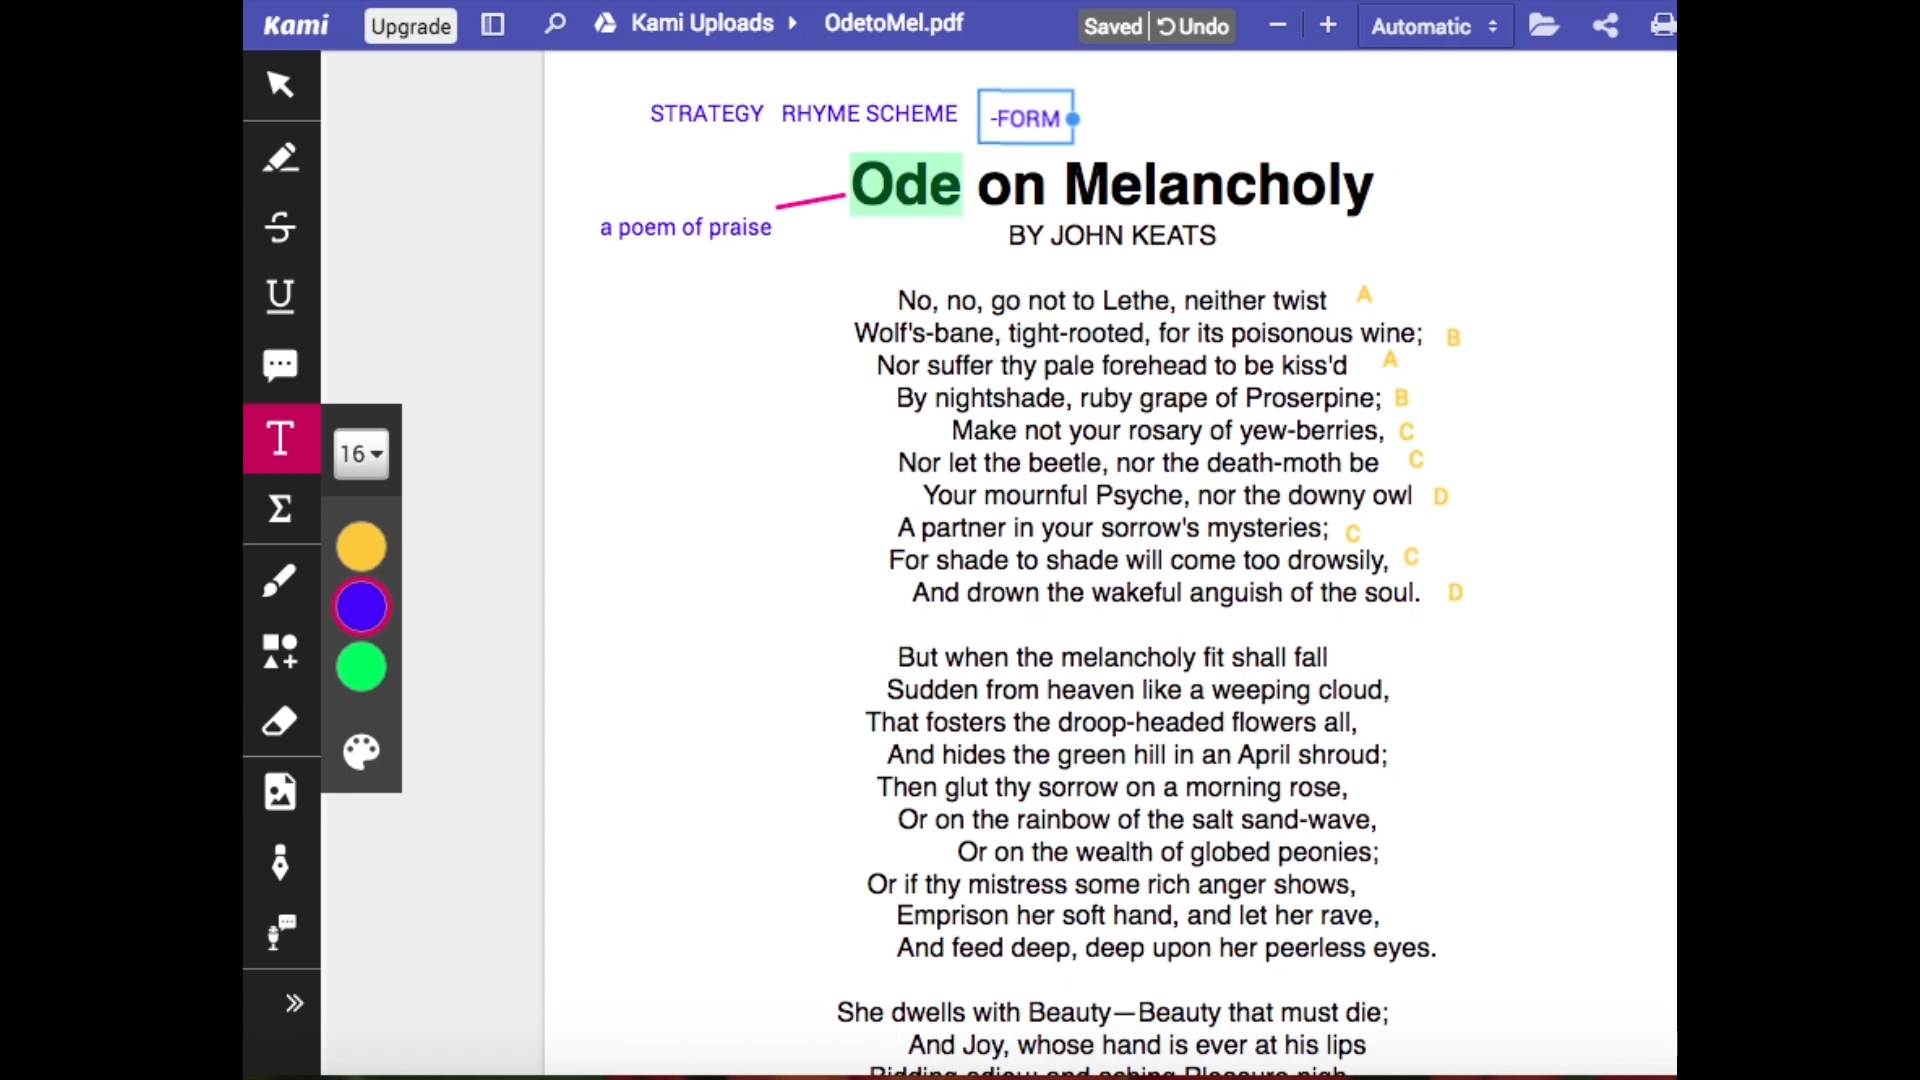 Kami Upgrade Kami Uploads OdetoMel.pdf Saved Undo − + Automatic
STRATEGY RHYME SCHEME -FORM
Ode on Melancholy
a poem of praise
BY JOHN KEATS
No, no, go not to Lethe, neither twist A
Wolf's-bane, tight-rooted, for its poisonous wine; B
Nor suffer thy pale forehead to be kiss'd A
By nightshade, ruby grape of Proserpine; B
Make not your rosary of yew-berries, C
Nor let the beetle, nor the death-moth be C
Your mournful Psyche, nor the downy owl D
A partner in your sorrow's mysteries; C
For shade to shade will come too drowsily, C
And drown the wakeful anguish of the soul. D
But when the melancholy fit shall fall
Sudden from heaven like a weeping cloud,
That fosters the droop-headed flowers all,
And hides the green hill in an April shroud;
Then glut thy sorrow on a morning rose,
Or on the rainbow of the salt sand-wave,
Or on the wealth of globed peonies;
Or if thy mistress some rich anger shows,
Emprison her soft hand, and let her rave,
And feed deep, deep upon her peerless eyes.
She dwells with Beauty—Beauty that must die;
And Joy, whose hand is ever at his lips
Bidding adieu; and aching Pleasure nigh,
S
U
T
16
Σ